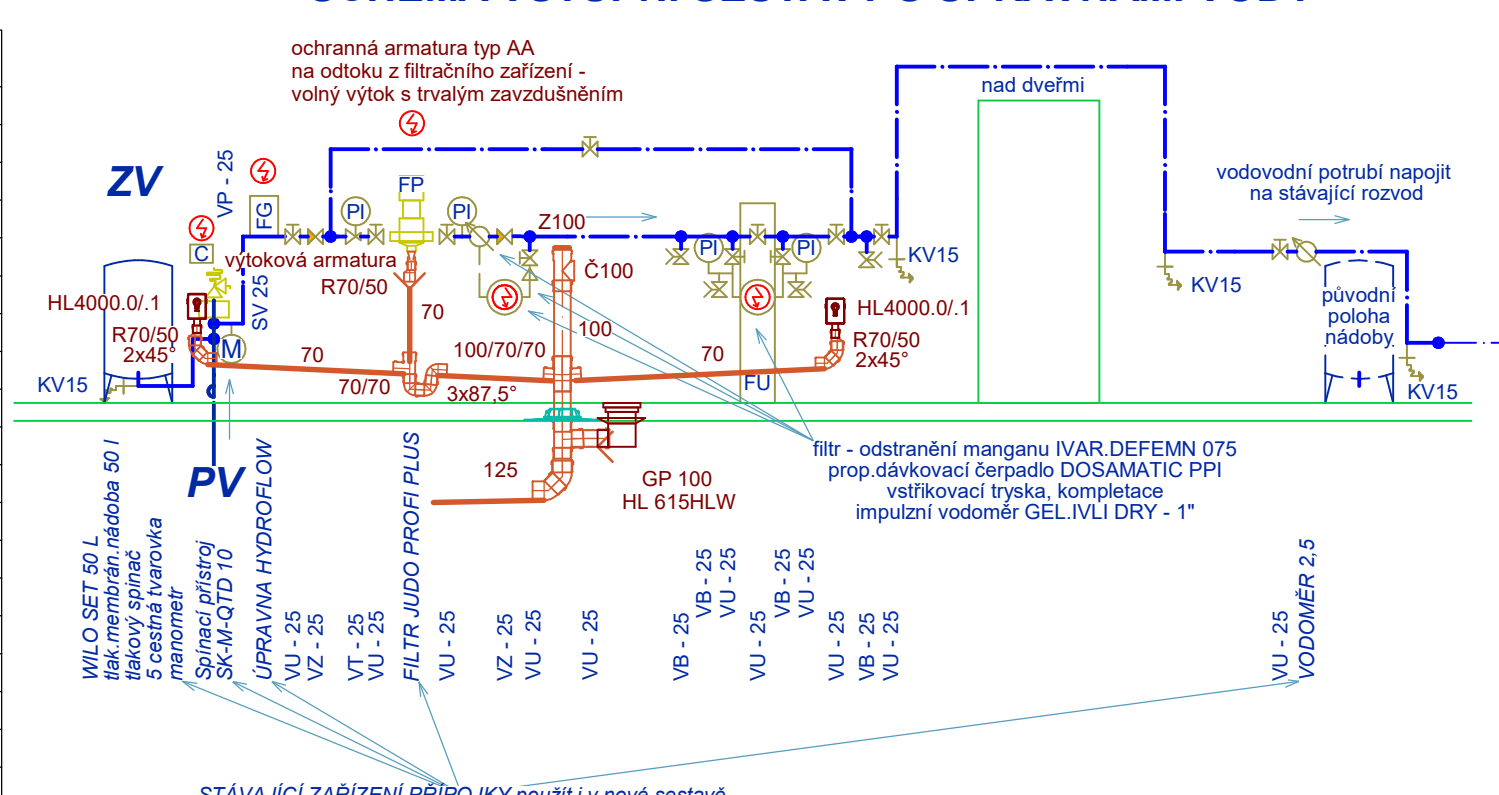 ochranná armatura typ AA
na odtoku z filtračního zařízení -
volný výtok s trvalým zavzdušněním
nad dveřmi
vodovodní potrubí napojit
na stávající rozvod
ZV
VP - 25
FG
PI
FP
PI
Z100
C
výtoková armatura
SV 25
R70/50
Č100
PI
PI
KV15
KV15
HL4000.0/.1
R70/50
2x45°
M
70
100
HL4000.0/.1
R70/50
2x45°
původní
poloha
nádoby
70
100/70/70
70
KV15
70/70
3x87,5°
FU
KV15
PV
125
GP 100
HL 615HLW
filtr - odstranění manganu IVAR.DEFEMN 075
prop.dávkovací čerpadlo DOSAMATIC PPI
vstřikovací tryska, kompletace
impulzní vodoměr GEL.IVLI DRY - 1"
WILO SET 50 L
tlak.membrán.nádoba 50 l
tlakový spinač
5 cestná tvarovka
manometr
Spínací přístroj
SK-M-QTD 10
ÚPRAVNA HYDROFLOW
VU - 25
VZ - 25
VT - 25
VU - 25
FILTR JUDO PROFI PLUS
VU - 25
VZ - 25
VU - 25
VU - 25
VB - 25
VB - 25
VU - 25
VU - 25
VB - 25
VU - 25
VU - 25
VB - 25
VU - 25
VU - 25
VODOMĚR 2,5
STÁVAJÍCÍ ZAŘÍZENÍ PŘÍPOJKY použít i v nové sestavě